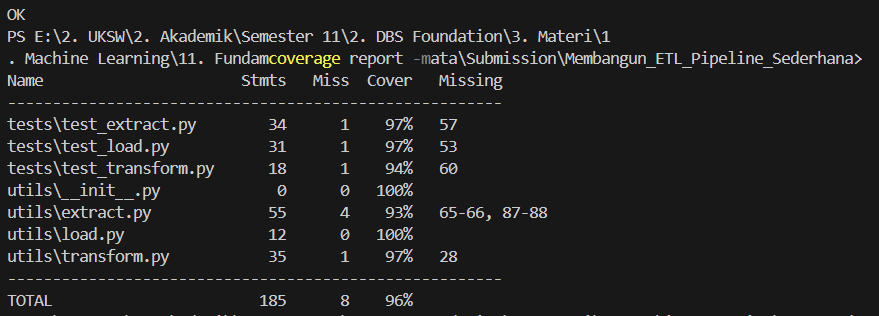 OK
PS E:\2. UKSW\2. Akademik\Semester 11\2. DBS Foundation\3. Materi\1
. Machine Learning\11. Fundamcoverage report -mata\Submission\Membangun_ETL_Pipeline_Sederhana>
Name                   Stmts   Miss  Cover   Missing
----------------------------------------------------
tests\test_extract.py     34      1    97%   57
tests\test_load.py        31      1    97%   53
tests\test_transform.py   18      1    94%   60
utils\__init__.py          0      0   100%
utils\extract.py          55      4    93%   65-66, 87-88
utils\load.py             12      0   100%
utils\transform.py        35      1    97%   28
----------------------------------------------------
TOTAL                    185      8    96%